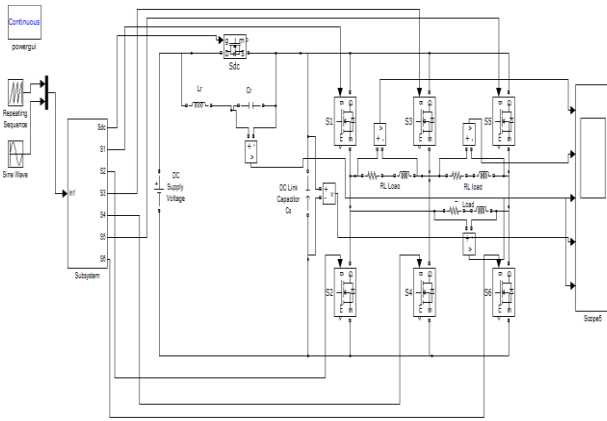 Continuous
powergui
Repeating
Sequence
Sine Wave
In1
Sdc
S1
S2
S3
S4
S5
S6
Subsystem
Sdc
Lr
Cr
DC
Supply
Voltage
DC Link
Capacitor
Cs
S1
S3
S5
RL Load
RL load
Load
S2
S4
S6
Scope5